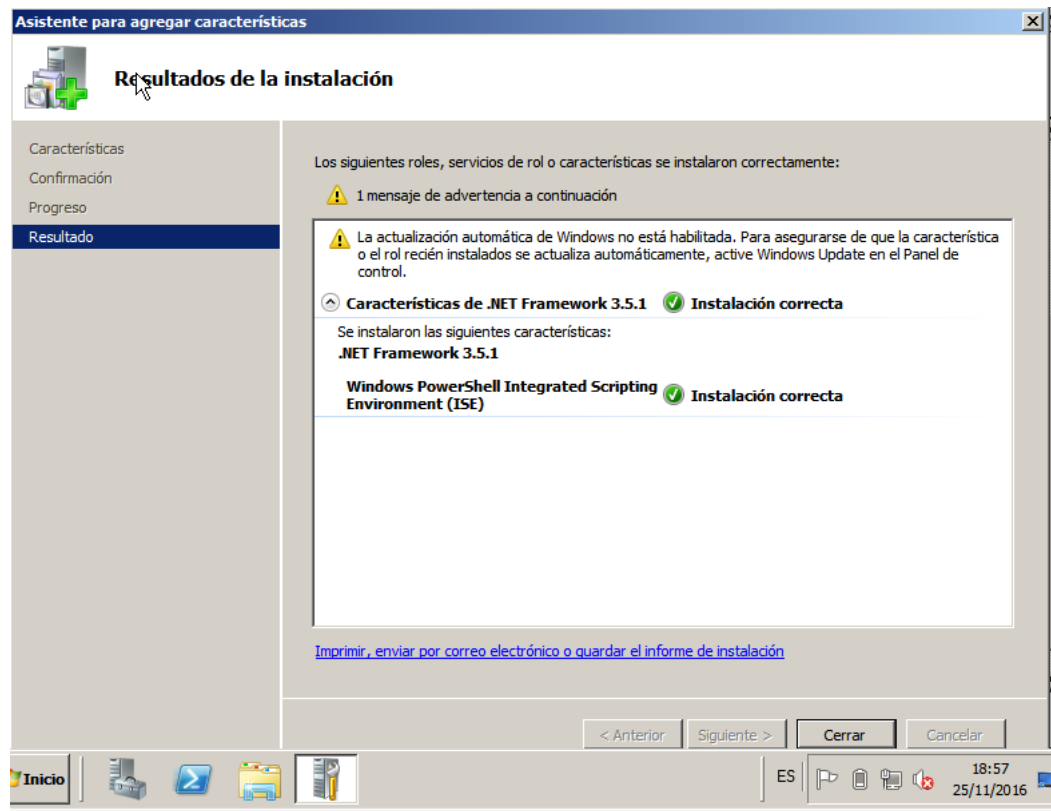 Asistente para agregar características
Resultados de la instalación
Características
Confirmación
Progreso
Resultado
Los siguientes roles, servicios de rol o características se instalaron correctamente:
1 mensaje de advertencia a continuación
La actualización automática de Windows no está habilitada. Para asegurarse de que la característica
o el rol recién instalados se actualiza automáticamente, active Windows Update en el Panel de
control.
Características de .NET Framework 3.5.1 Instalación correcta
Se instalaron las siguientes características:
.NET Framework 3.5.1
Windows PowerShell Integrated Scripting
Environment (ISE) Instalación correcta
Imprimir, enviar por correo electrónico o guardar el informe de instalación
< Anterior Siguiente > Cerrar Cancelar
Inicio ES 18:57
25/11/2016